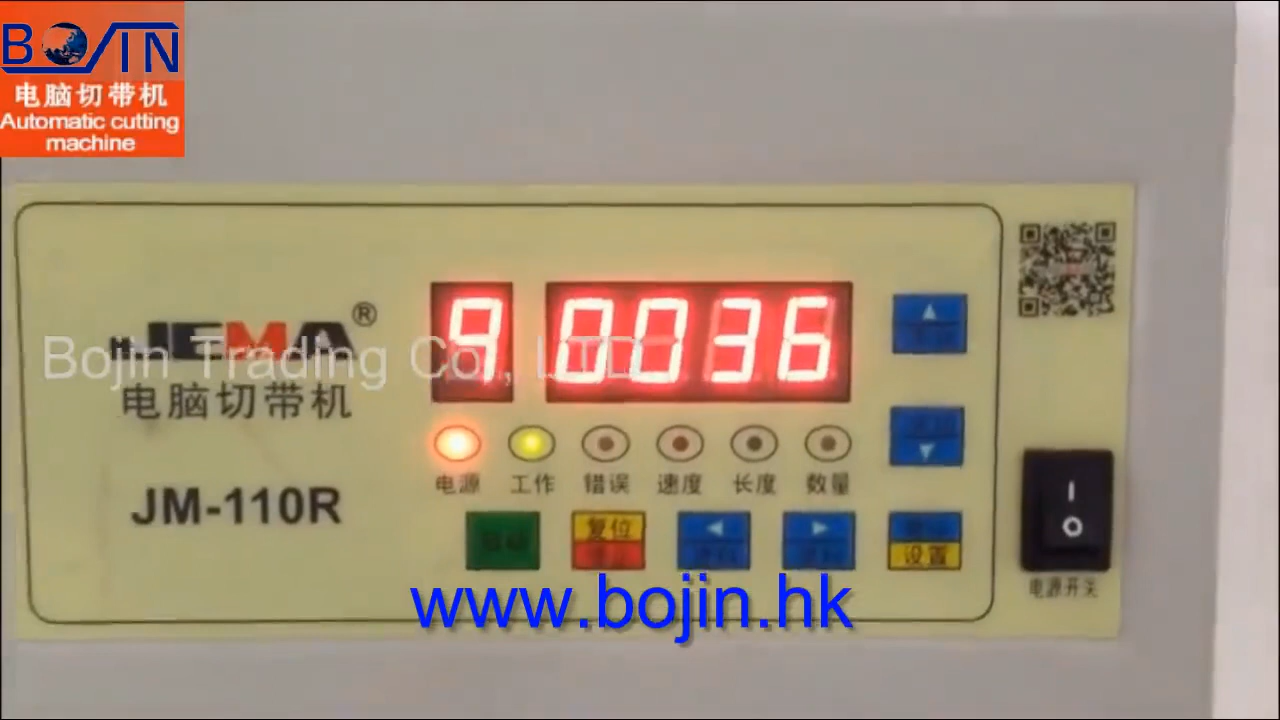 BOJIN
电脑切带机
Automatic cutting
machine
JEMA®
Bojin Trading Co., LTD
电脑切带机
JM-110R
9 0036
电源 工作 错误 速度 长度 数量
复位
设置
电源开关
www.bojin.hk